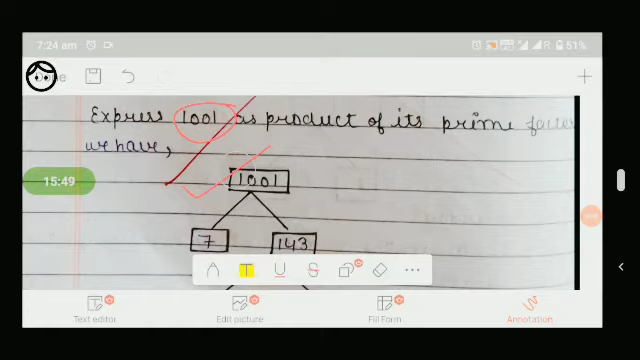 7:24 am
R 51%
Express 1001 as product of its prime
we have,
15:49
1001
7 143
Text editor Edit picture Fill Form Annotation